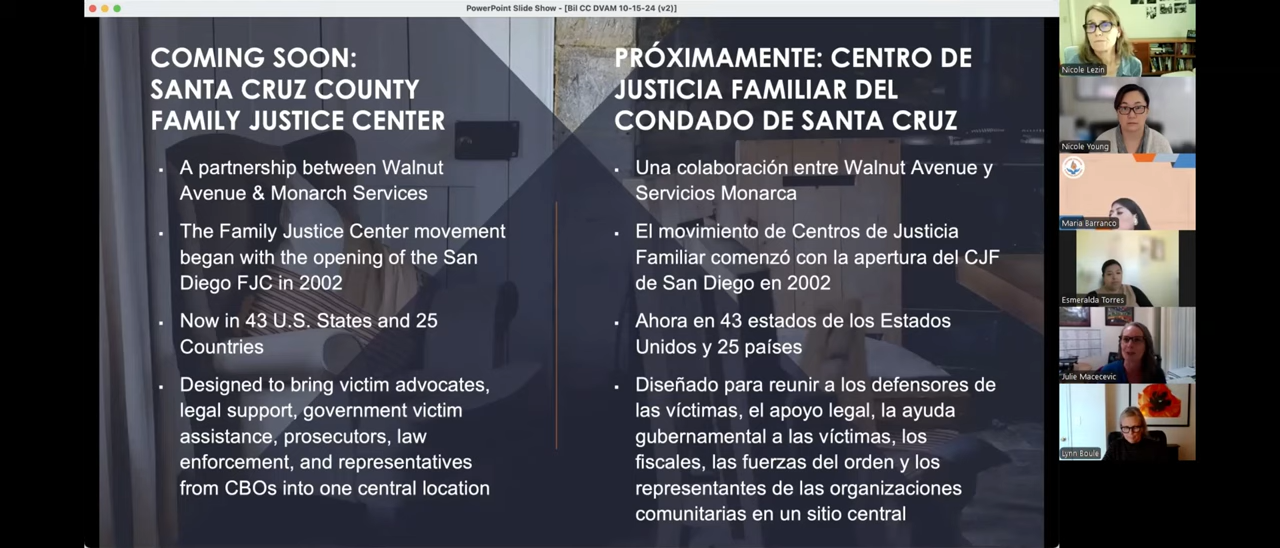 PowerPoint Slide Show - [Bil CC DVAM 10-15-24 (v2)]
COMING SOON:
SANTA CRUZ COUNTY
FAMILY JUSTICE CENTER
▪ A partnership between Walnut
Avenue & Monarch Services
▪ The Family Justice Center movement
began with the opening of the San
Diego FJC in 2002
▪ Now in 43 U.S. States and 25
Countries
▪ Designed to bring victim advocates,
legal support, government victim
assistance, prosecutors, law
enforcement, and representatives
from CBOs into one central location
PRÓXIMAMENTE: CENTRO DE
JUSTICIA FAMILIAR DEL
CONDADO DE SANTA CRUZ
▪ Una colaboración entre Walnut Avenue y
Servicios Monarca
▪ El movimiento de Centros de Justicia
Familiar comenzó con la apertura del CJF
de San Diego en 2002
▪ Ahora en 43 estados de los Estados
Unidos y 25 países
▪ Diseñado para reunir a los defensores de
las víctimas, el apoyo legal, la ayuda
gubernamental a las víctimas, los
fiscales, las fuerzas del orden y los
representantes de las organizaciones
comunitarias en un sitio central
Nicole Lezin
Nicole Young
Maria Barranco
Esmeralda Torres
Julie Macecevic
Lynn Boule